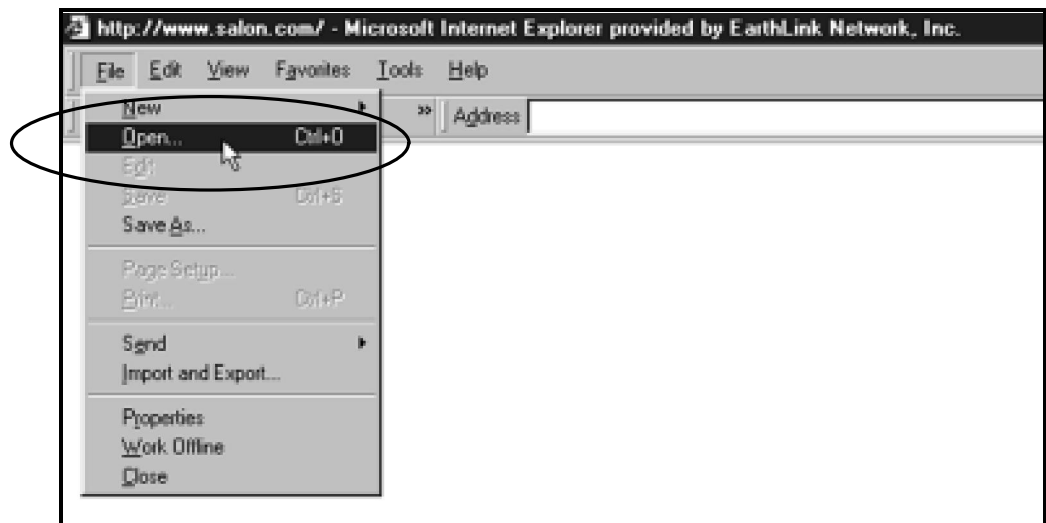 http://www.salon.com/ - Microsoft Internet Explorer provided by EarthLink Network, Inc.
File Edit View Favorites Tools Help
» Address
New
Open... Ctrl+O
Edit
Save Ctrl+S
Save As...
Page Setup...
Print... Ctrl+P
Send
Import and Export...
Properties
Work Offline
Close